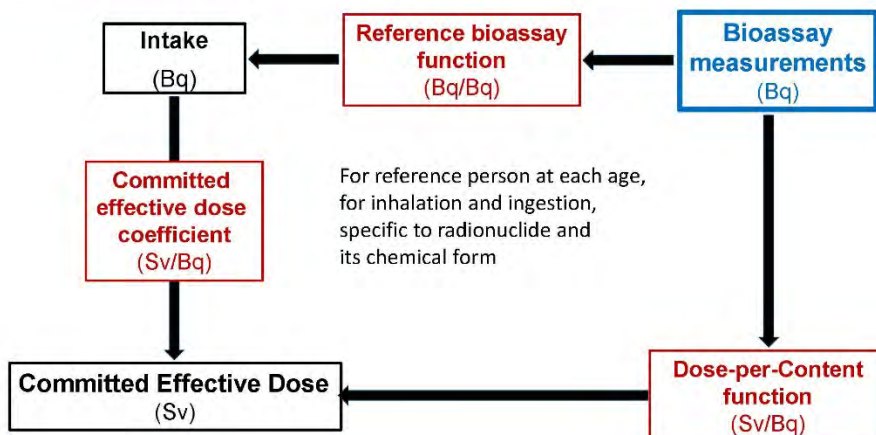 Intake
(Bq)
Reference bioassay
function
(Bq/Bq)
Bioassay
measurements
(Bq)
Committed
effective dose
coefficient
(Sv/Bq)
For reference person at each age,
for inhalation and ingestion,
specific to radionuclide and
its chemical form
Committed Effective Dose
(Sv)
Dose-per-Content
function
(Sv/Bq)